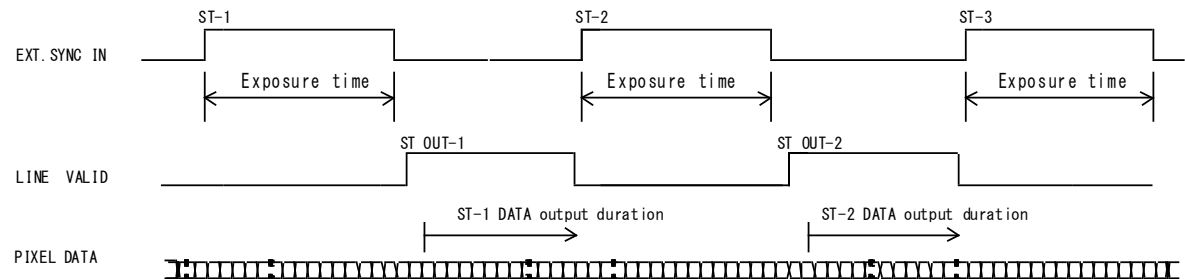 ST-1 ST-2 ST-3
EXT.SYNC IN
Exposure time Exposure time Exposure time
ST OUT-1 ST OUT-2
LINE VALID
ST-1 DATA output duration ST-2 DATA output duration
PIXEL DATA